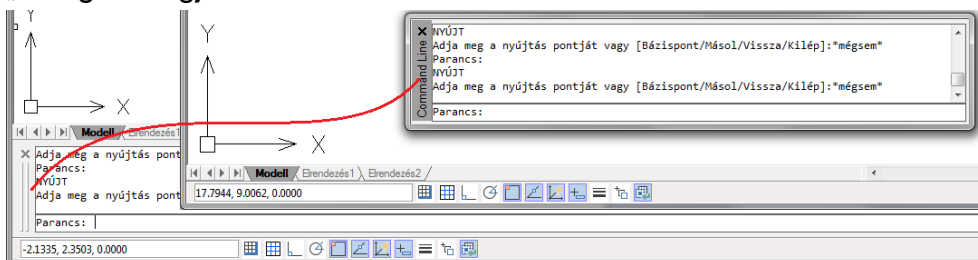 Y
X
Modell Elrendezés1
Adja meg a nyújtás pont
Parancs:
NYÚJT
Adja meg a nyújtás pont
Parancs:
-2.1335, 2.3503, 0.0000
Y
X
Modell Elrendezés1 Elrendezés2
17.7944, 9.0062, 0.0000
Command Line
NYÚJT
Adja meg a nyújtás pontját vagy [Bázispont/Másol/Vissza/Kilép]:*mégsem*
Parancs:
NYÚJT
Adja meg a nyújtás pontját vagy [Bázispont/Másol/Vissza/Kilép]:*mégsem*
Parancs: